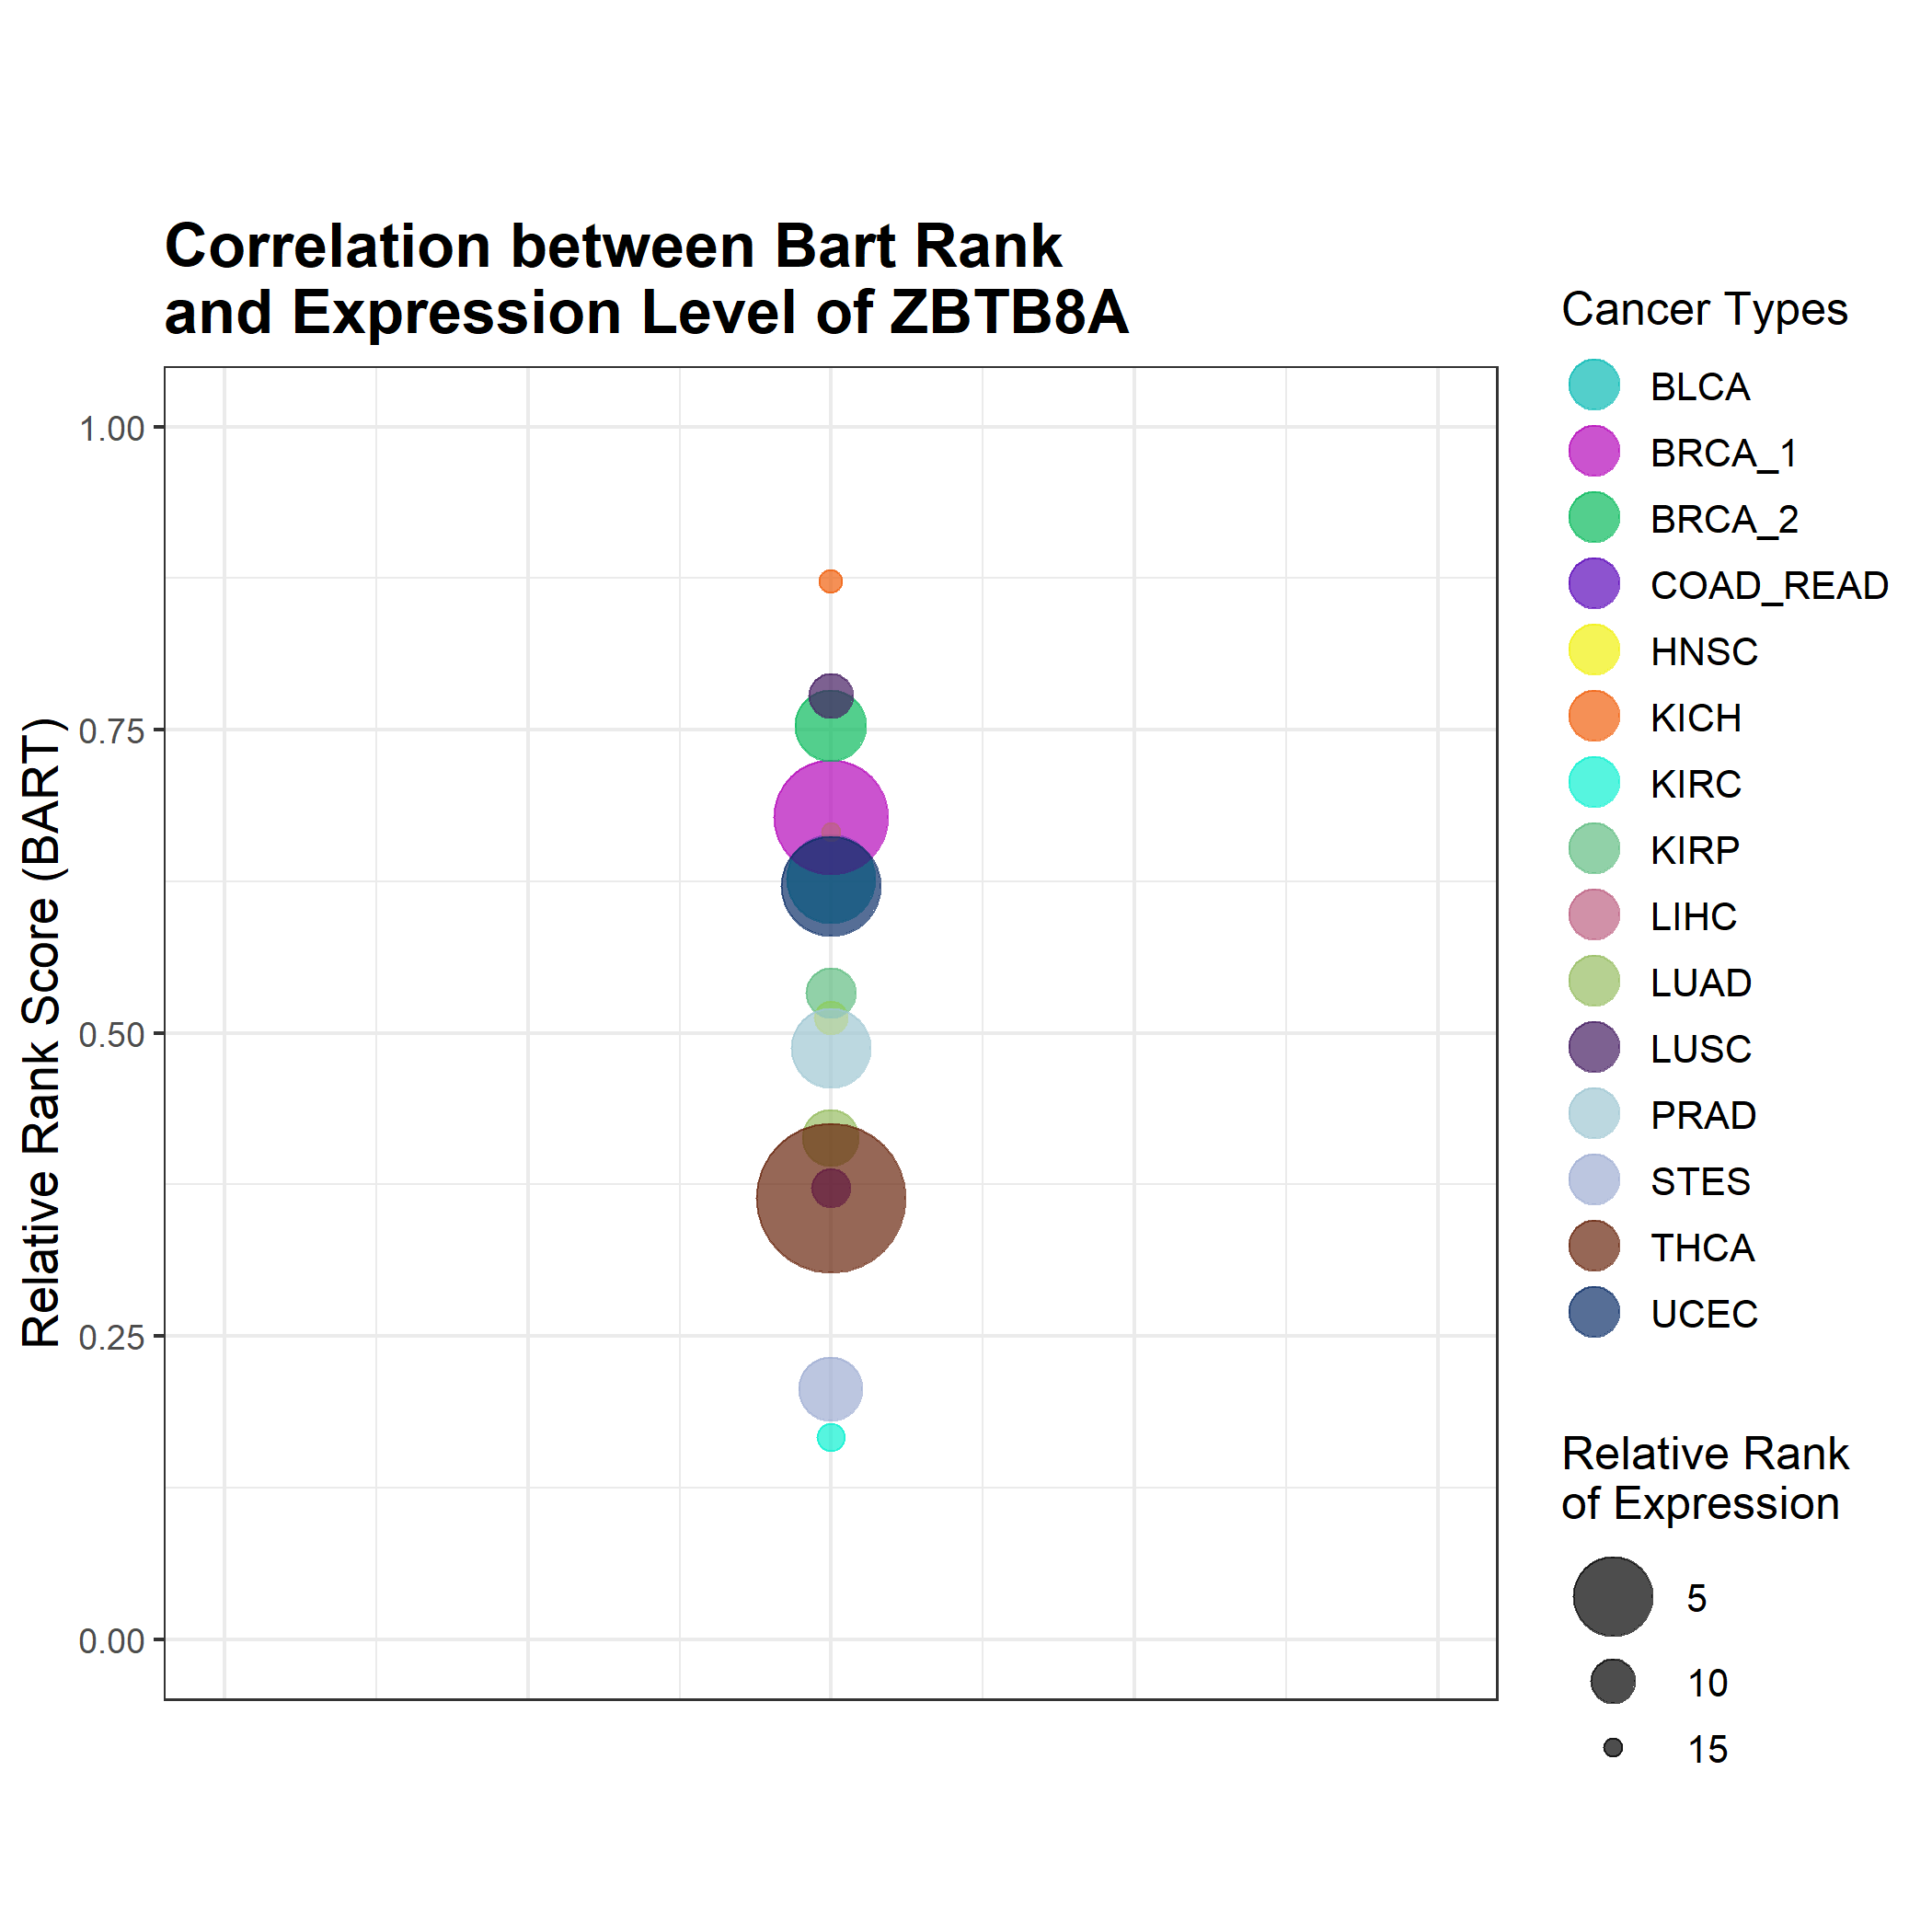 Correlation between Bart Rank
and Expression Level of ZBTB8A
Relative Rank Score (BART)
1.00
0.75
0.50
0.25
0.00
Cancer Types
BLCA
BRCA_1
BRCA_2
COAD_READ
HNSC
KICH
KIRC
KIRP
LIHC
LUAD
LUSC
PRAD
STES
THCA
UCEC
Relative Rank
of Expression
5
10
15